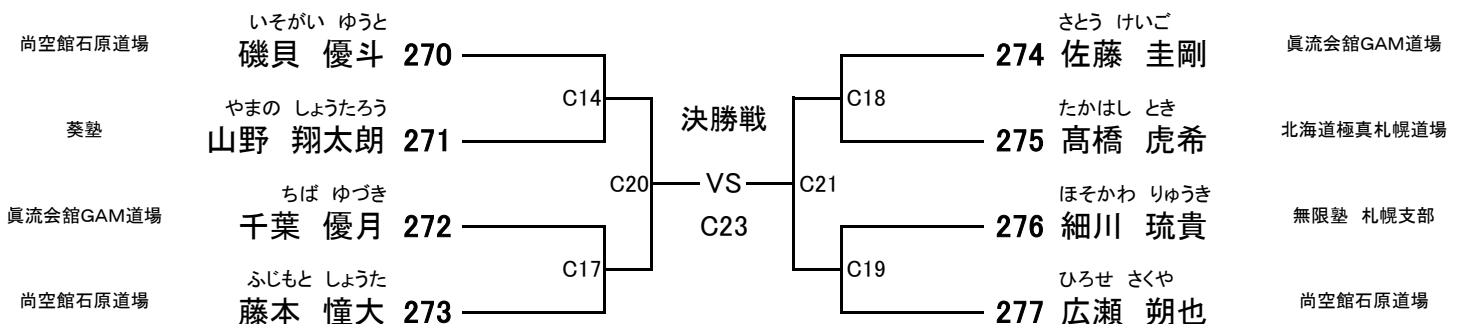 いそがい ゆうと
尚空館石原道場 磯貝 優斗 270
C14
やまの しょうたろう
葵塾 山野 翔太朗 271
C20
ちば ゆづき
眞流会舘GAM道場 千葉 優月 272
C17
ふじもと しょうた
尚空館石原道場 藤本 憧大 273
決勝戦
VS
C23
さとう けいご
274 佐藤 圭剛 眞流会舘GAM道場
C18
たかはし とき
275 髙橋 虎希 北海道極真札幌道場
C21
ほそかわ りゅうき
276 細川 琉貴 無限塾 札幌支部
C19
ひろせ さくや
277 広瀬 朔也 尚空館石原道場